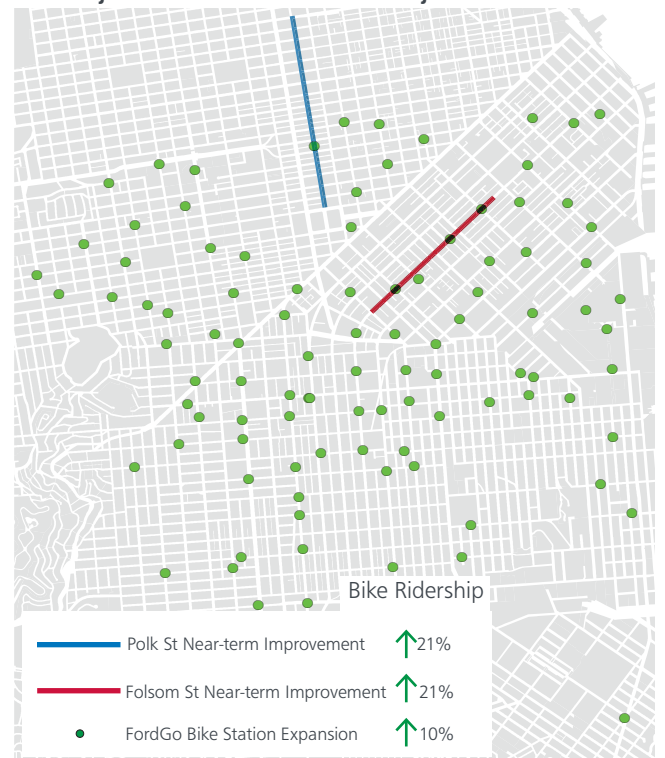 Bike Ridership
Polk St Near-term Improvement 21%
Folsom St Near-term Improvement 21%
FordGo Bike Station Expansion 10%